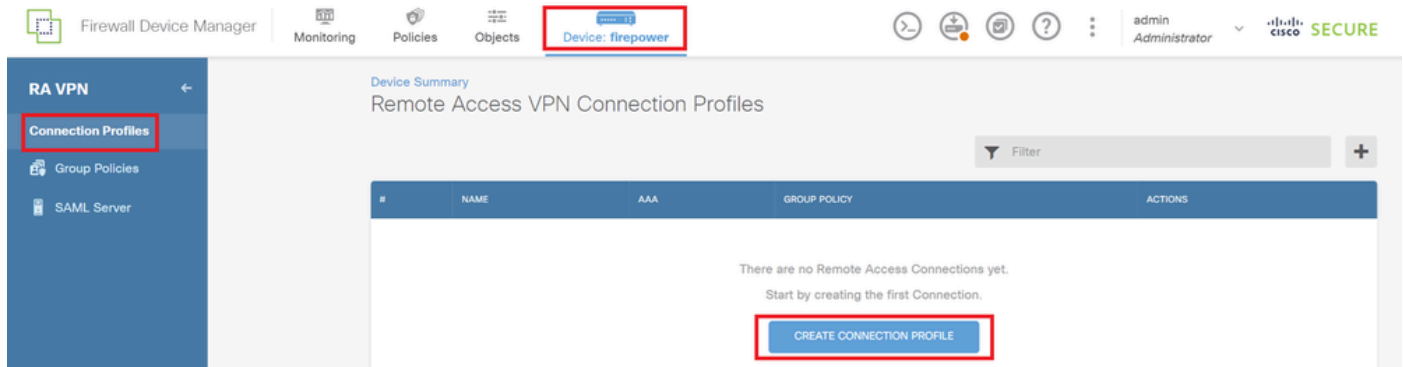 Firewall Device Manager
Monitoring
Policies
Objects
Device: firepower
admin
Administrator
cisco SECURE
RA VPN
Connection Profiles
Group Policies
SAML Server
Device Summary
Remote Access VPN Connection Profiles
Filter
# NAME AAA GROUP POLICY ACTIONS
There are no Remote Access Connections yet.
Start by creating the first Connection.
CREATE CONNECTION PROFILE